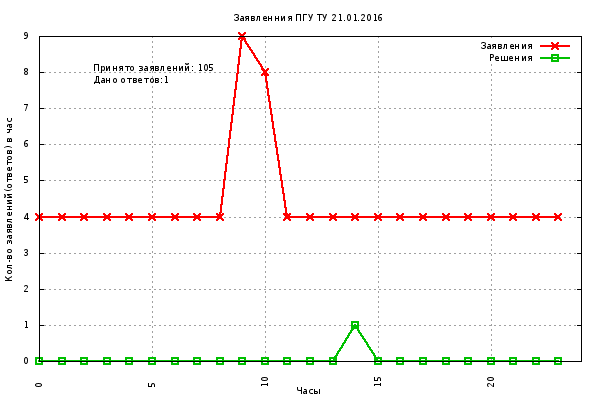 Заявленния ПГУ ТУ 21.01.2016
Заявления
Решения
Принято заявлений: 105
Дано ответов:1
Кол-во заявлений(ответов) в час
9
8
7
6
5
4
3
2
1
0
0
5
10
15
20
Часы